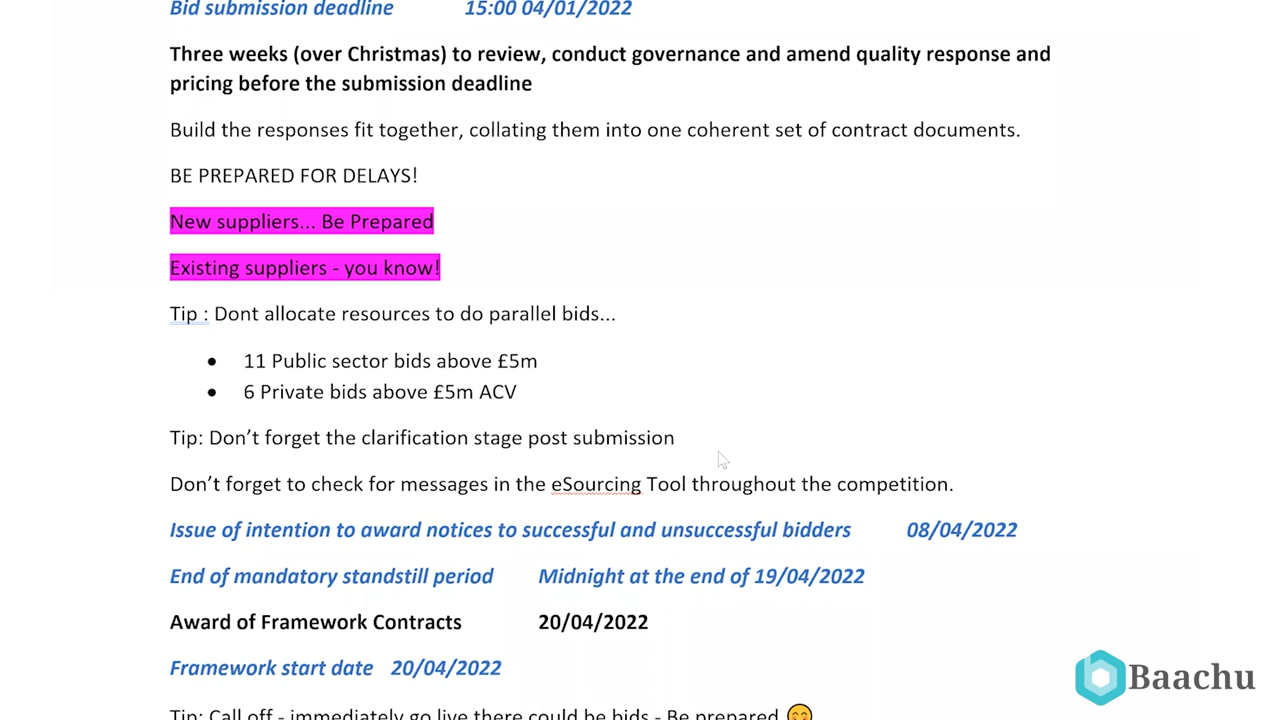 Bid submission deadline 15:00 04/01/2022
Three weeks (over Christmas) to review, conduct governance and amend quality response and
pricing before the submission deadline
Build the responses fit together, collating them into one coherent set of contract documents.
BE PREPARED FOR DELAYS!
New suppliers... Be Prepared
Existing suppliers - you know!
Tip : Dont allocate resources to do parallel bids...
• 11 Public sector bids above £5m
• 6 Private bids above £5m ACV
Tip: Don’t forget the clarification stage post submission
Don’t forget to check for messages in the eSourcing Tool throughout the competition.
Issue of intention to award notices to successful and unsuccessful bidders 08/04/2022
End of mandatory standstill period Midnight at the end of 19/04/2022
Award of Framework Contracts 20/04/2022
Framework start date 20/04/2022
Tip: Call off - immediately go live there could be bids - Be prepared 😊
Baachu